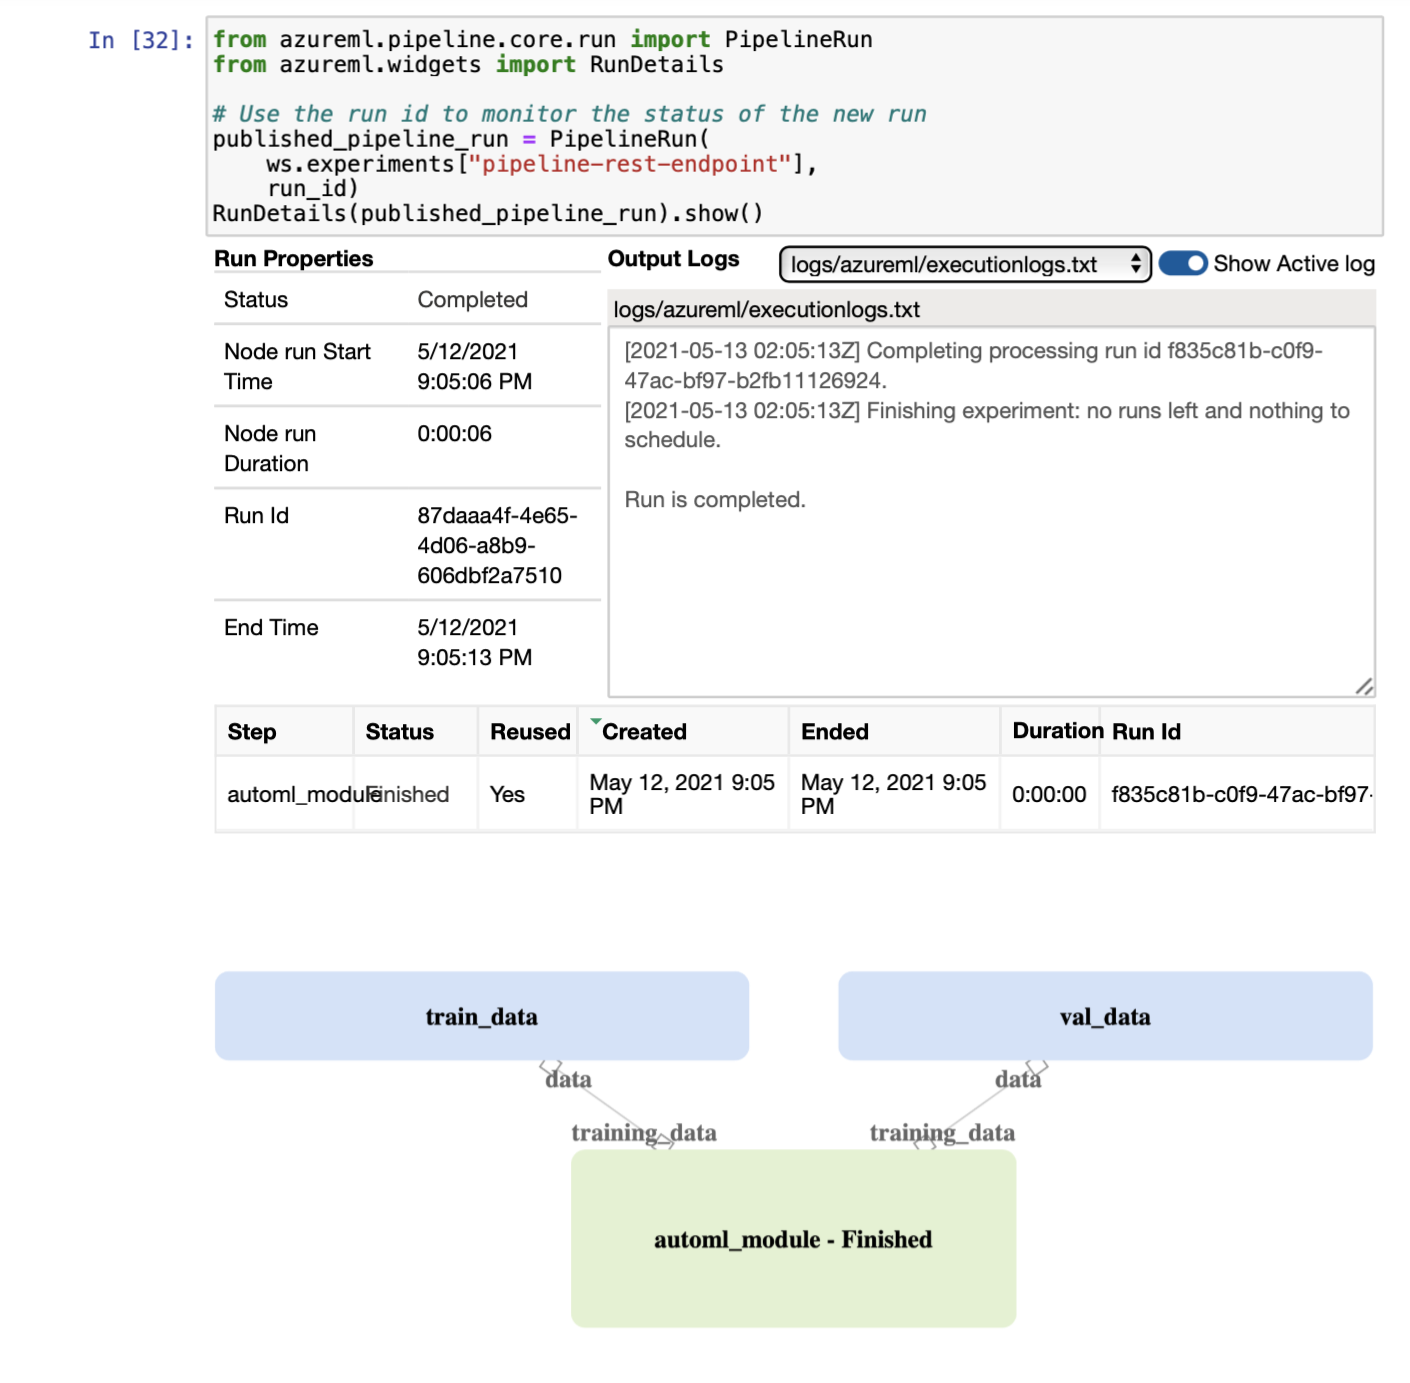 In [32]:
from azureml.pipeline.core.run import PipelineRun
from azureml.widgets import RunDetails
# Use the run id to monitor the status of the new run
published_pipeline_run = PipelineRun(
    ws.experiments["pipeline-rest-endpoint"],
    run_id)
RunDetails(published_pipeline_run).show()
Run Properties
Status Completed
Node run Start 5/12/2021
Time 9:05:06 PM
Node run 0:00:06
Duration
Run Id 87daaa4f-4e65-
4d06-a8b9-
606dbf2a7510
End Time 5/12/2021
9:05:13 PM
Output Logs logs/azureml/executionlogs.txt Show Active log
logs/azureml/executionlogs.txt
[2021-05-13 02:05:13Z] Completing processing run id f835c81b-c0f9-
47ac-bf97-b2fb11126924.
[2021-05-13 02:05:13Z] Finishing experiment: no runs left and nothing to
schedule.
Run is completed.
Step Status Reused Created Ended Duration Run Id
automl_module Finished Yes May 12, 2021 9:05 May 12, 2021 9:05 0:00:00 f835c81b-c0f9-47ac-bf97-
PM PM
train_data val_data
data data
training_data training_data
automl_module - Finished